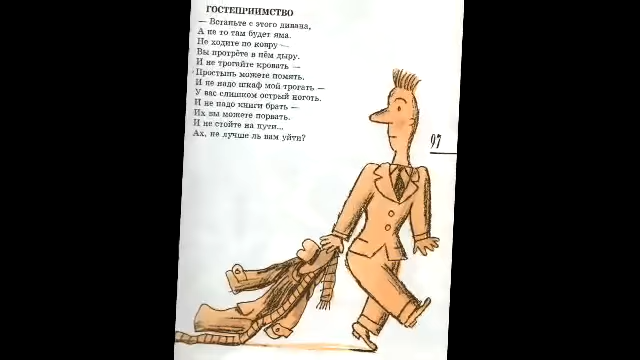 ГОСТЕПРИИМСТВО
— Встаньте с этого дивана,
А не то там будет яма.
Не ходите по ковру —
Вы протрёте в нём дыру.
И не трогайте кровать —
Простынь можете помять.
И не надо шкаф мой трогать —
У вас слишком острый ноготь.
И не надо книги брать —
Их вы можете порвать.
И не стойте на пути...
Ах, не лучше ль вам уйти?
97